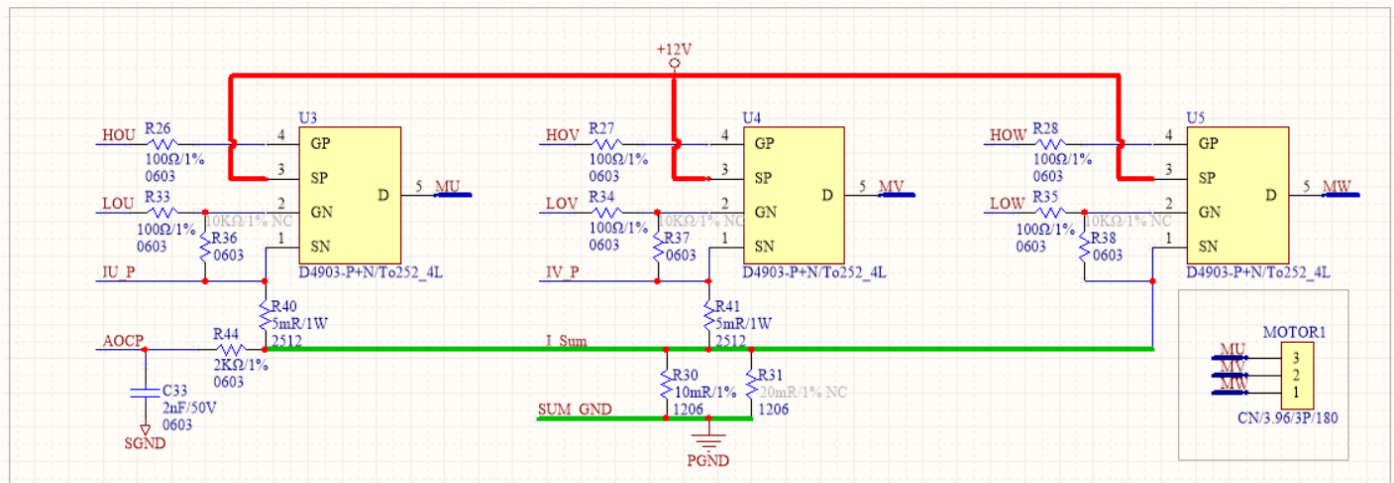 +12V
U3
HOU
R26
100Ω/1%
0603
4
GP
3
SP
LOU
R33
100Ω/1%
0603
10KΩ/1% NC
2
GN
R36
0603
1
SN
D
5
MU
IU_P
D4903-P+N/To252_4L
R40
5mR/1W
2512
AOCP
R44
2KΩ/1%
0603
C33
2nF/50V
0603
SGND
U4
HOV
R27
100Ω/1%
0603
4
GP
3
SP
LOV
R34
100Ω/1%
0603
10KΩ/1% NC
2
GN
R37
0603
1
SN
D
5
MV
IV_P
D4903-P+N/To252_4L
R41
5mR/1W
2512
I_Sum
R30
10mR/1%
1206
R31
20mR/1% NC
1206
SUM_GND
PGND
U5
HOW
R28
100Ω/1%
0603
4
GP
3
SP
LOW
R35
100Ω/1%
0603
10KΩ/1% NC
2
GN
R38
0603
1
SN
D
5
MW
D4903-P+N/To252_4L
MOTOR1
MU
3
MV
2
MW
1
CN/3.96/3P/180